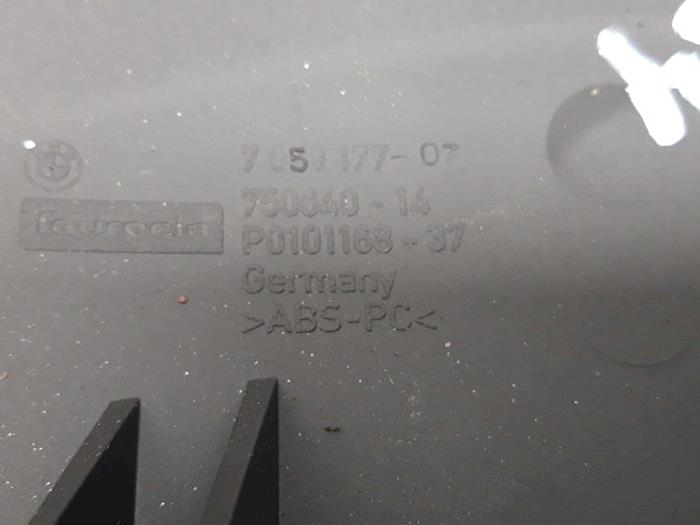 7 059 177-07
faurecia
750640-14
P0101168-37
Germany
>ABS-PC<